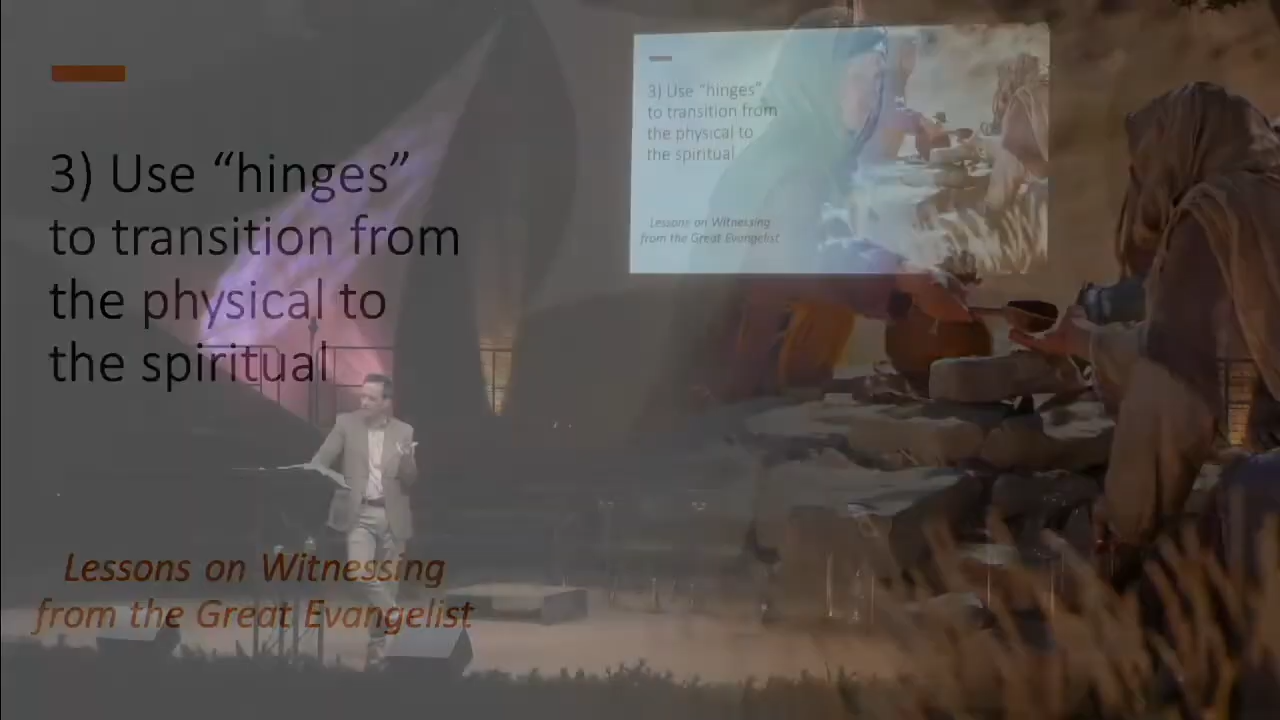 3) Use “hinges”
to transition from
the physical to
the spiritual
Lessons on Witnessing
from the Great Evangelist
3) Use “hinges”
to transition from
the physical to
the spiritual
Lessons on Witnessing
from the Great Evangelist